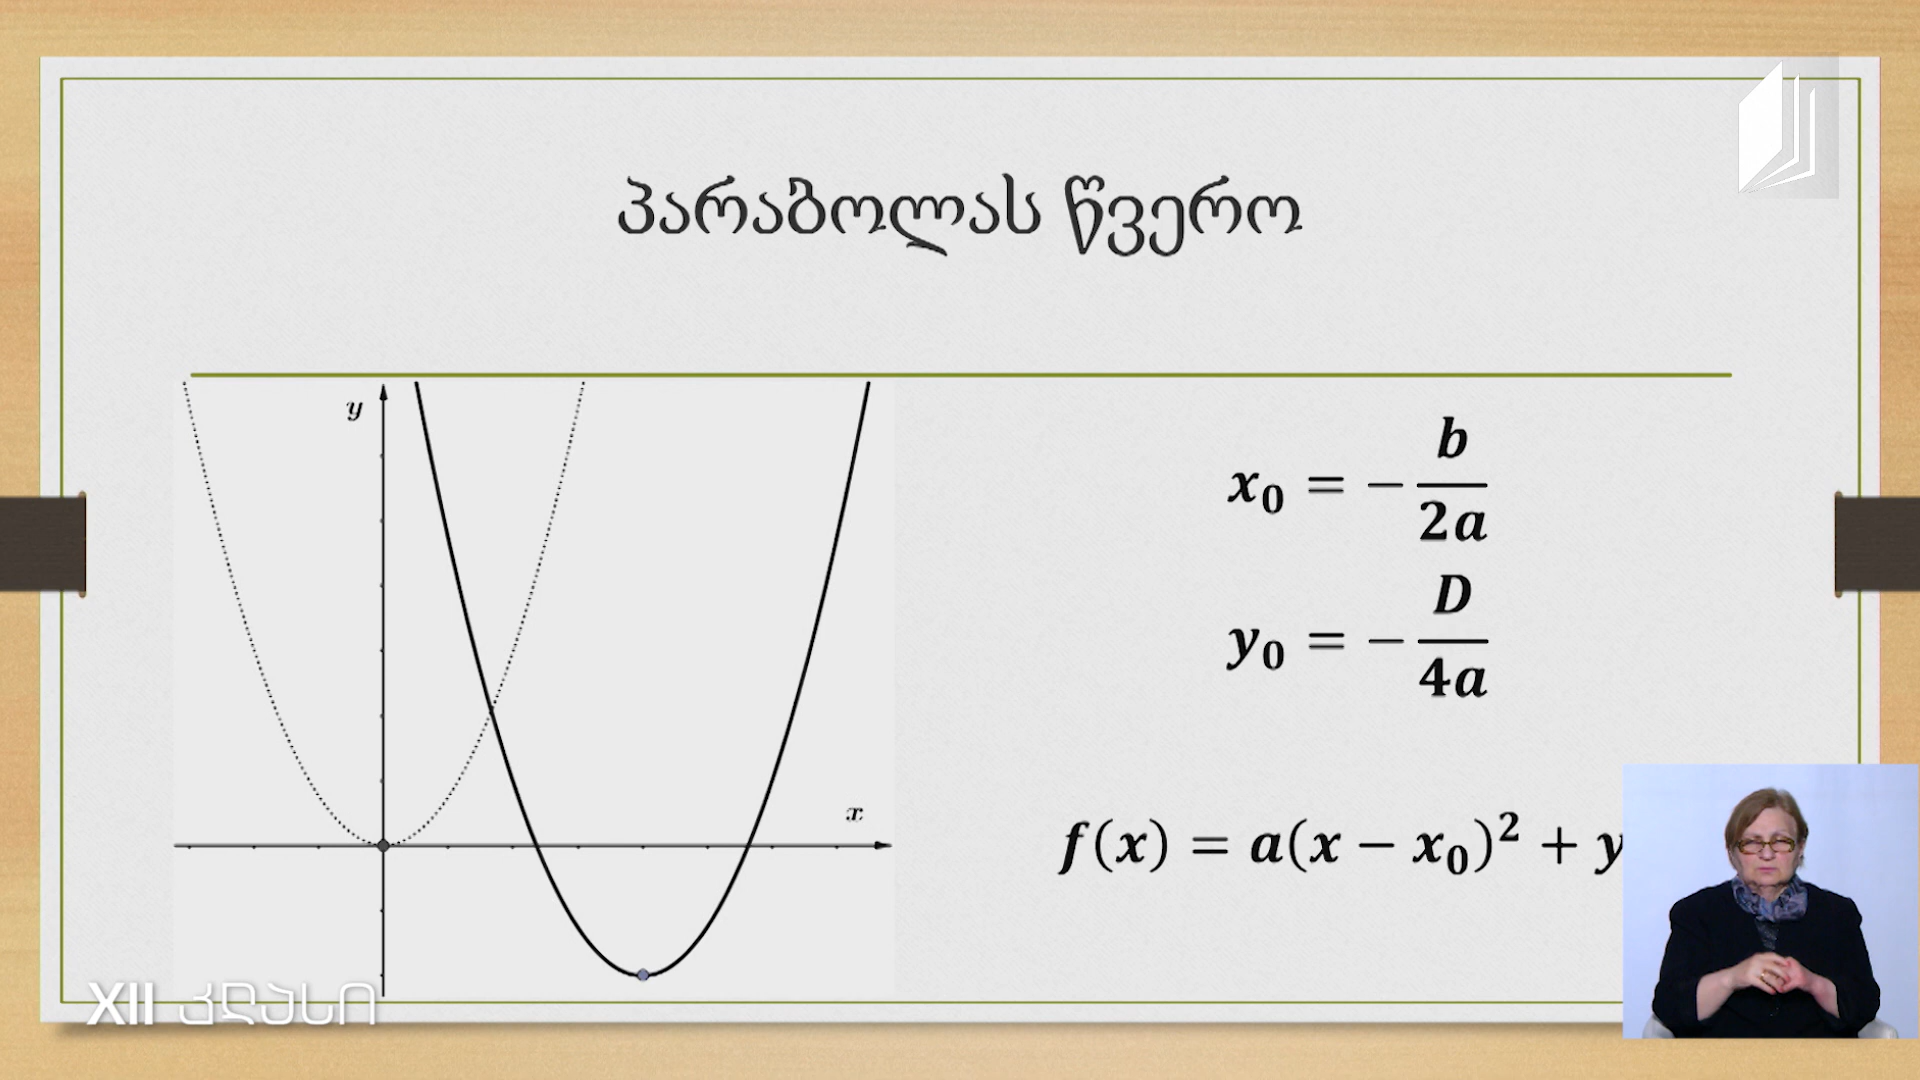 პარაბოლას წვერო
y
x
x₀ = − b/2a
y₀ = − D/4a
f(x) = a(x − x₀)² + y
XII კლასი